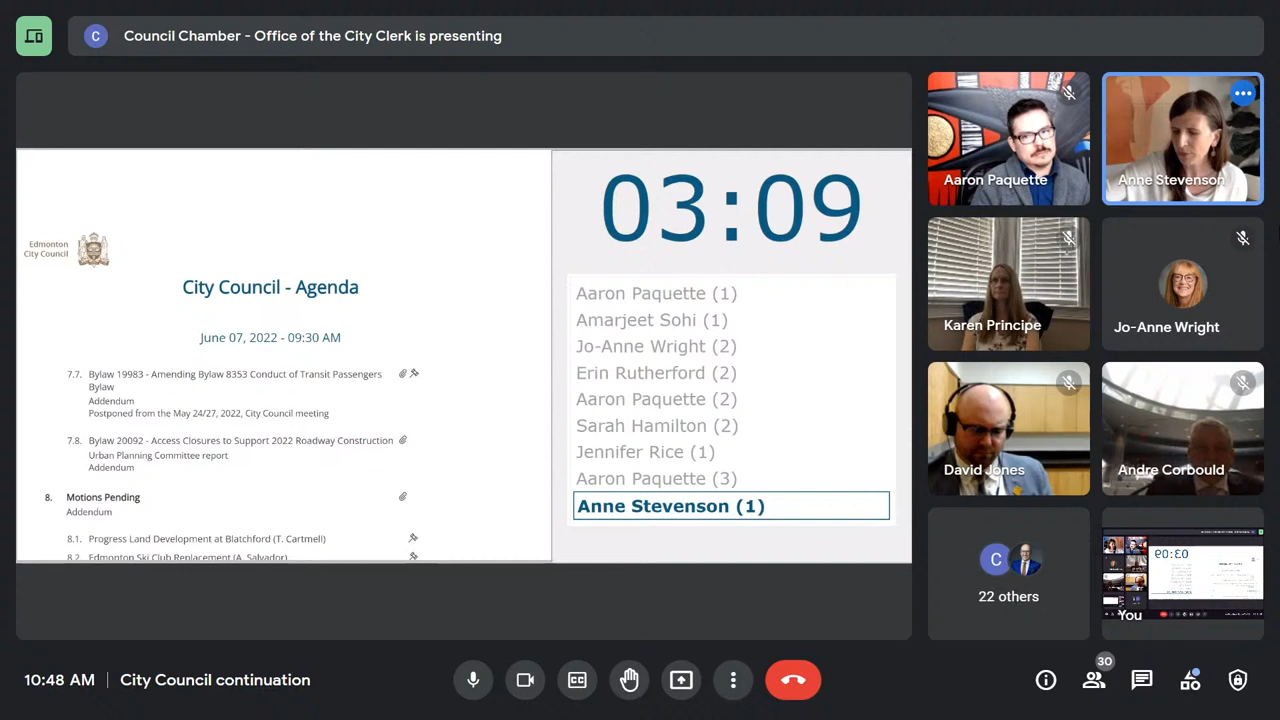 C Council Chamber - Office of the City Clerk is presenting
Edmonton
City Council
City Council - Agenda
June 07, 2022 - 09:30 AM
7.7. Bylaw 19983 - Amending Bylaw 8353 Conduct of Transit Passengers
Bylaw
Addendum
Postponed from the May 24/27, 2022, City Council meeting
7.8. Bylaw 20092 - Access Closures to Support 2022 Roadway Construction
Urban Planning Committee report
Addendum
8. Motions Pending
Addendum
8.1. Progress Land Development at Blatchford (T. Cartmell)
8.2. Edmonton Ski Club Replacement (A. Salvador)
03:09
Aaron Paquette (1)
Amarjeet Sohi (1)
Jo-Anne Wright (2)
Erin Rutherford (2)
Aaron Paquette (2)
Sarah Hamilton (2)
Jennifer Rice (1)
Aaron Paquette (3)
Anne Stevenson (1)
Aaron Paquette
Anne Stevenson
Karen Principe
Jo-Anne Wright
David Jones
Andre Corbould
C
22 others
03:09
You
10:48 AM
City Council continuation
CC
30